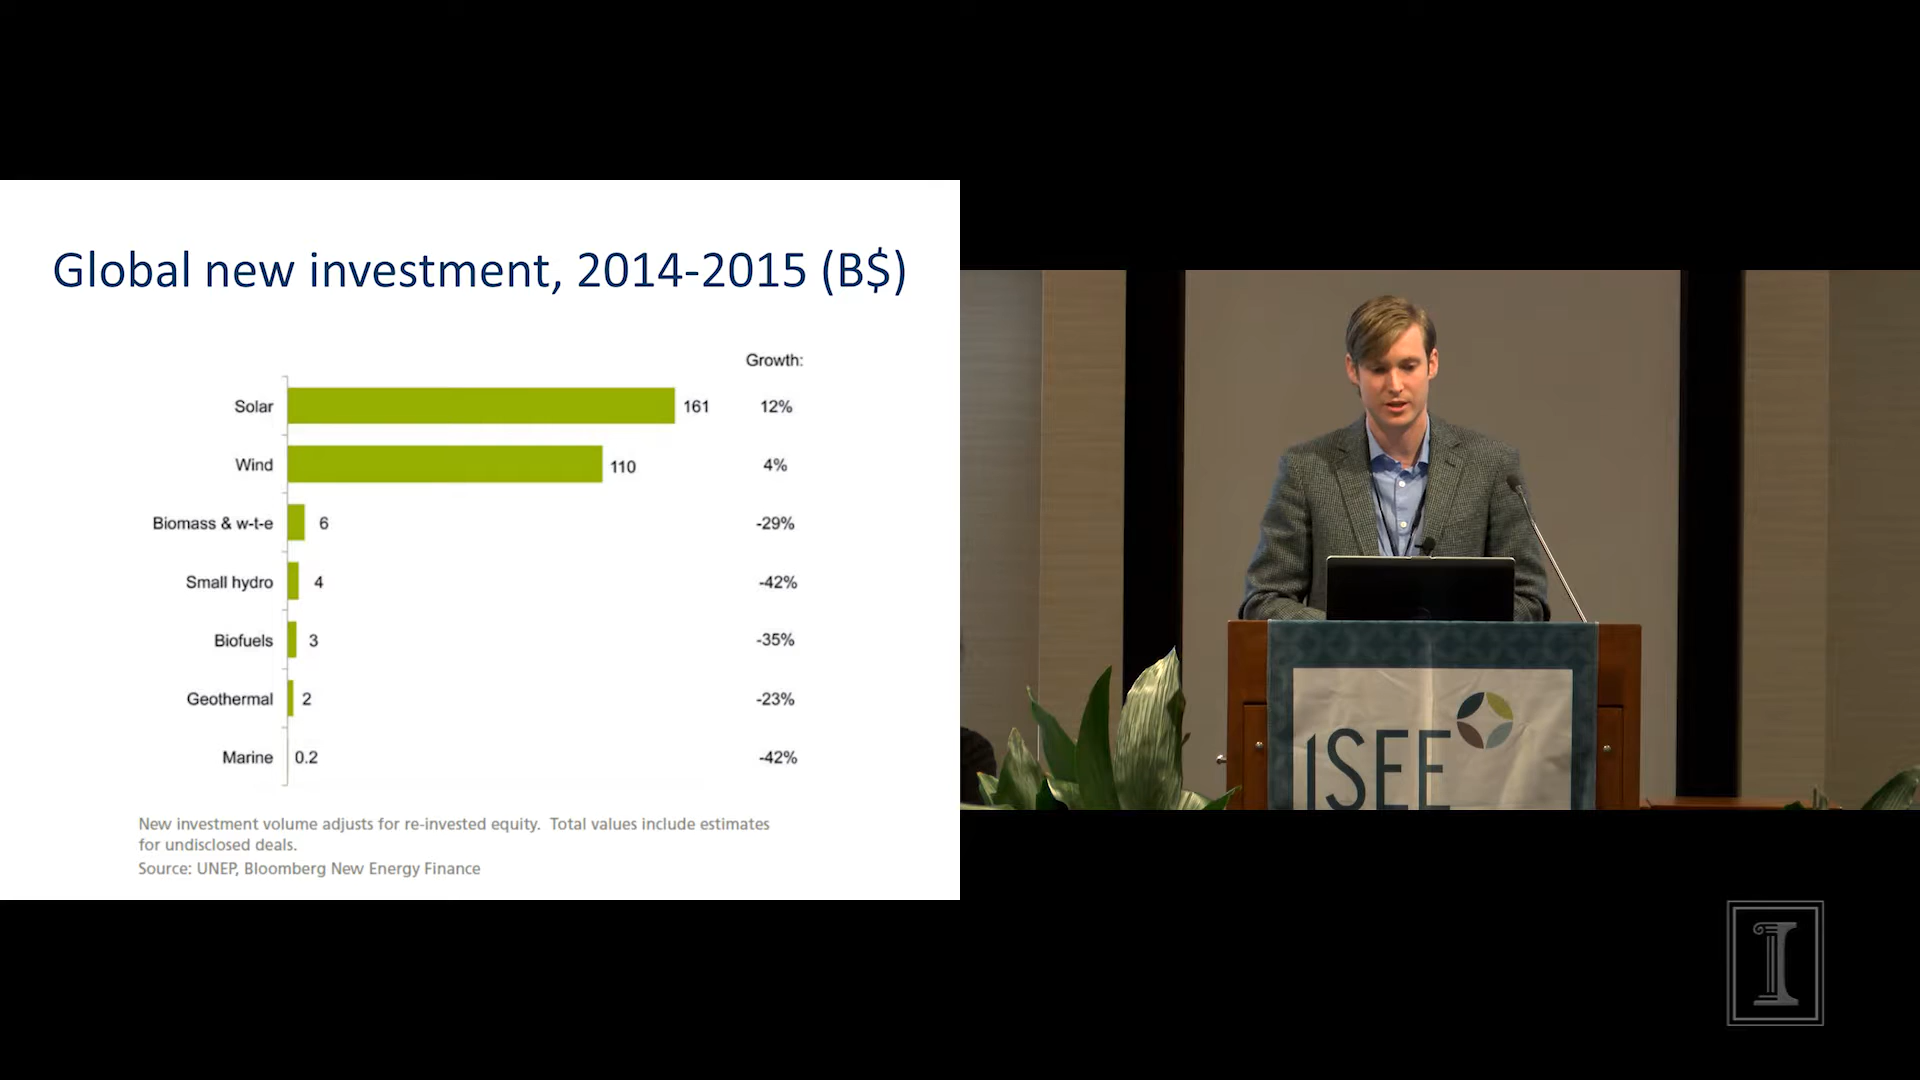 Global new investment, 2014-2015 (B$)
Growth:
Solar 161 12%
Wind 110 4%
Biomass & w-t-e 6 -29%
Small hydro 4 -42%
Biofuels 3 -35%
Geothermal 2 -23%
Marine 0.2 -42%
New investment volume adjusts for re-invested equity. Total values include estimates
for undisclosed deals.
Source: UNEP, Bloomberg New Energy Finance
iSEE
I